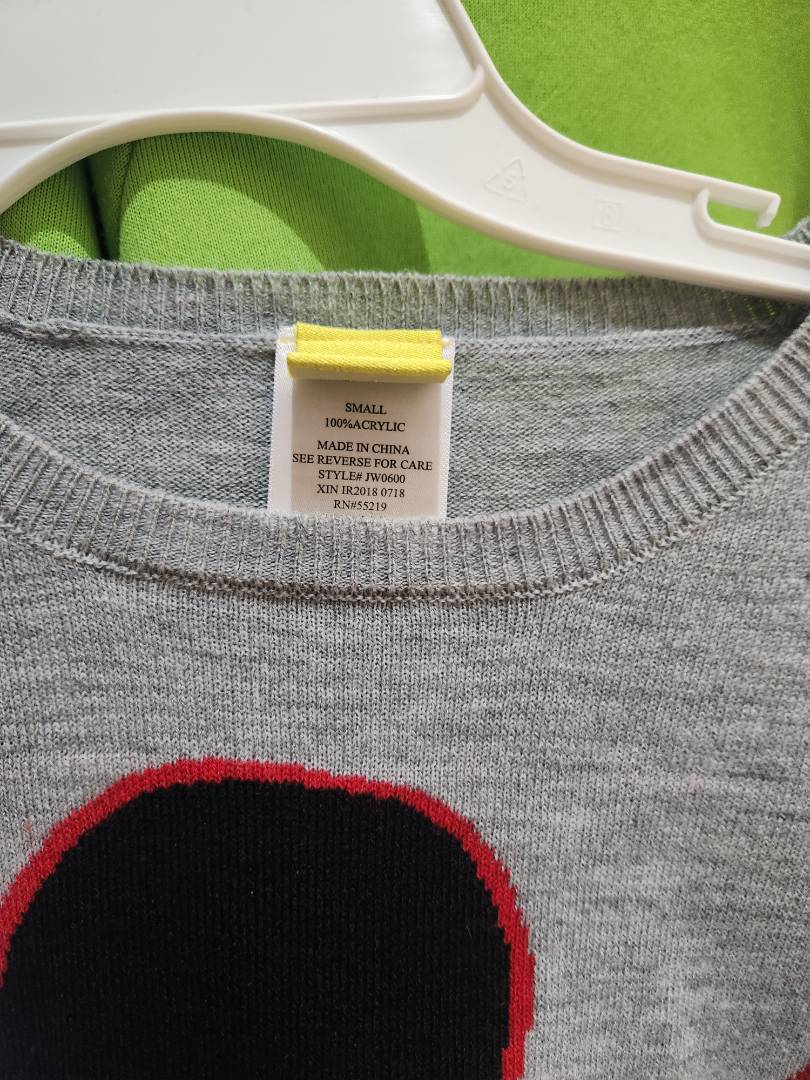 SMALL
100%ACRYLIC
MADE IN CHINA
SEE REVERSE FOR CARE
STYLE# JW0600
XIN IR2018 0718
RN#55219